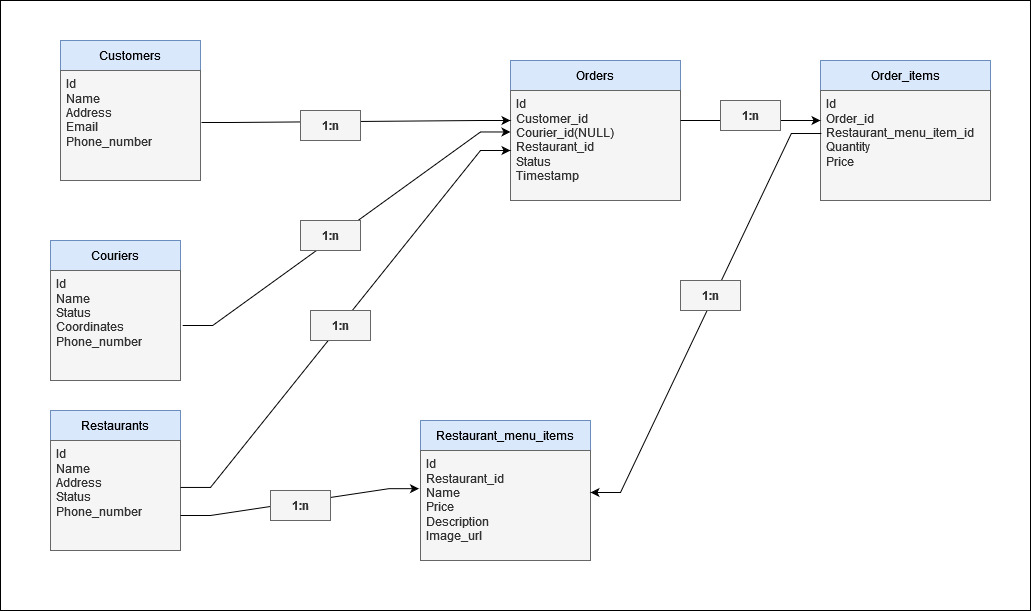 Customers
Id
Name
Address
Email
Phone_number
1:n
Orders
Id
Customer_id
Courier_id(NULL)
Restaurant_id
Status
Timestamp
1:n
Order_items
Id
Order_id
Restaurant_menu_item_id
Quantity
Price
Couriers
Id
Name
Status
Coordinates
Phone_number
1:n
1:n
1:n
Restaurants
Id
Name
Address
Status
Phone_number
1:n
Restaurant_menu_items
Id
Restaurant_id
Name
Price
Description
Image_url